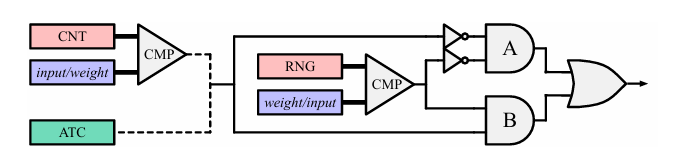 CNT
CMP
input/weight
ATC
RNG
CMP
weight/input
A
B